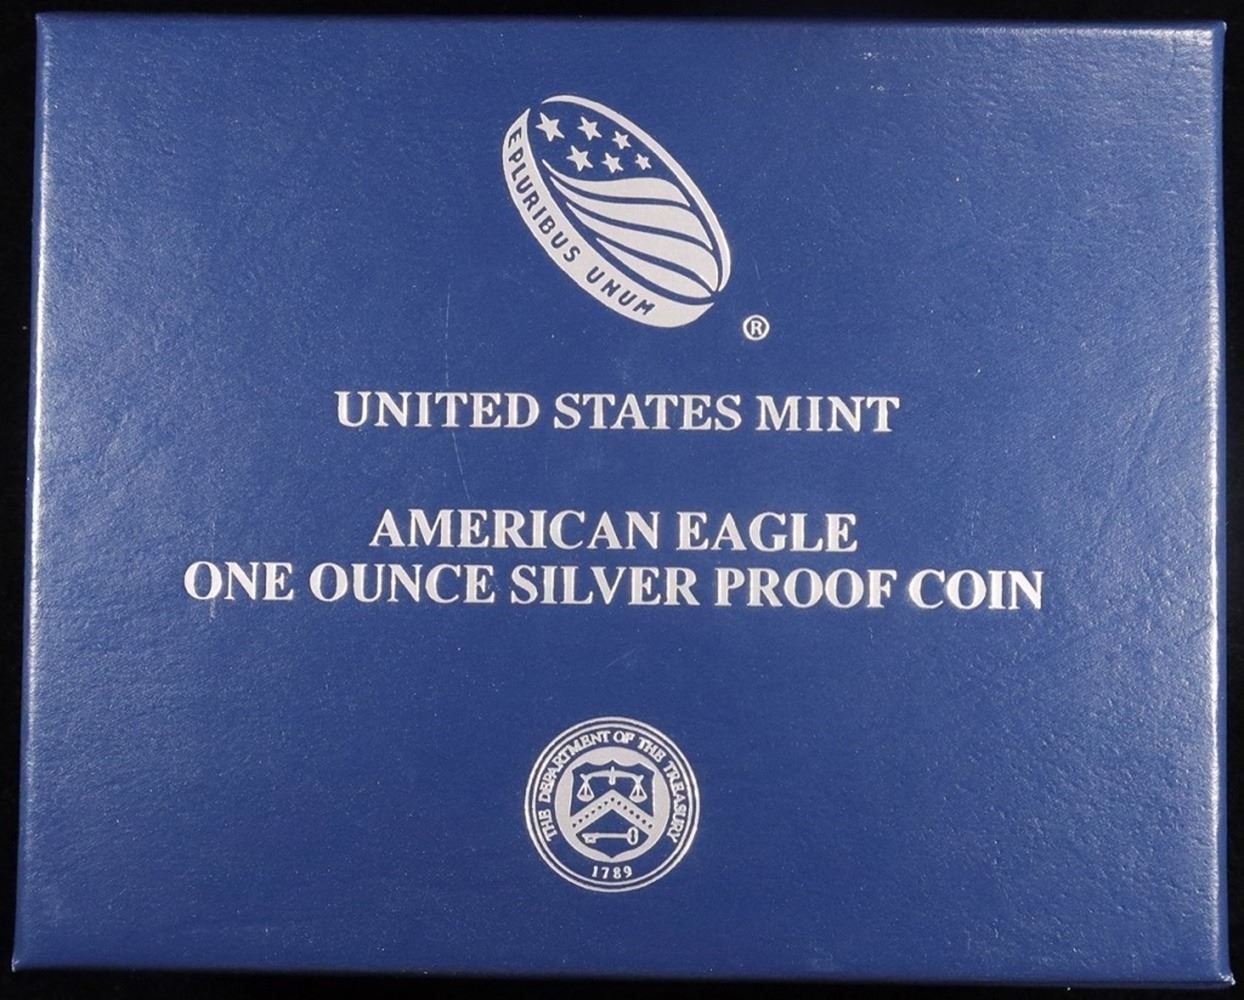 E PLURIBUS UNUM
®
UNITED STATES MINT
AMERICAN EAGLE
ONE OUNCE SILVER PROOF COIN
THE DEPARTMENT OF THE TREASURY
1789